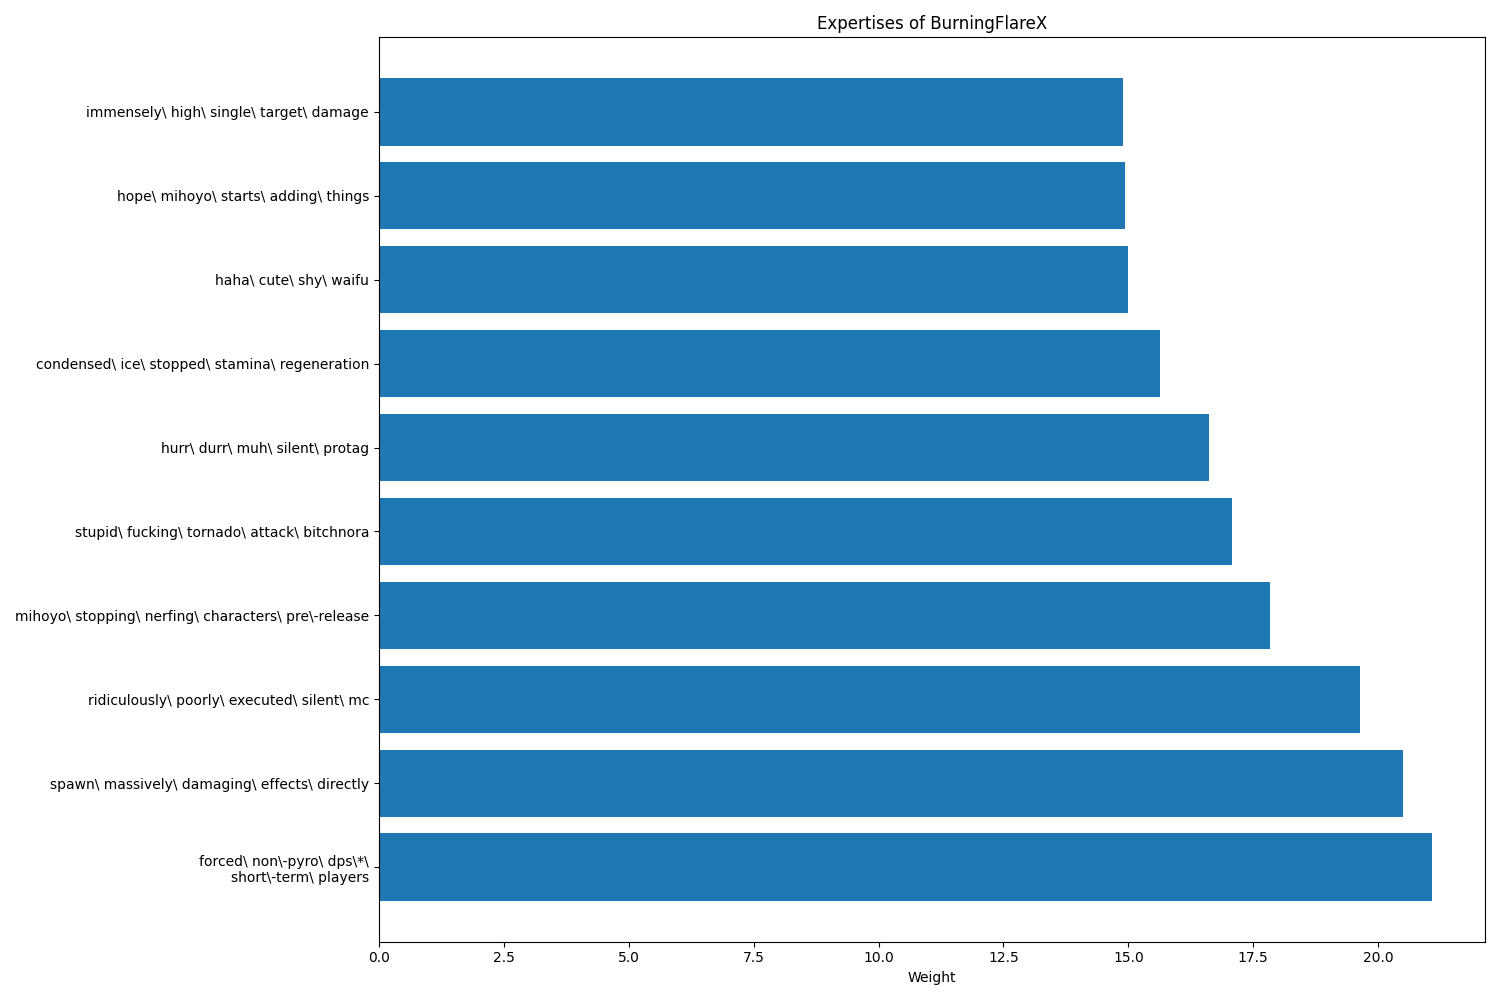 Expertises of BurningFlareX
immensely\ high\ single\ target\ damage
hope\ mihoyo\ starts\ adding\ things
haha\ cute\ shy\ waifu
condensed\ ice\ stopped\ stamina\ regeneration
hurr\ durr\ muh\ silent\ protag
stupid\ fucking\ tornado\ attack\ bitchnora
mihoyo\ stopping\ nerfing\ characters\ pre\-release
ridiculously\ poorly\ executed\ silent\ mc
spawn\ massively\ damaging\ effects\ directly
forced\ non\-pyro\ dps\*\
short\-term\ players
0.0 2.5 5.0 7.5 10.0 12.5 15.0 17.5 20.0
Weight